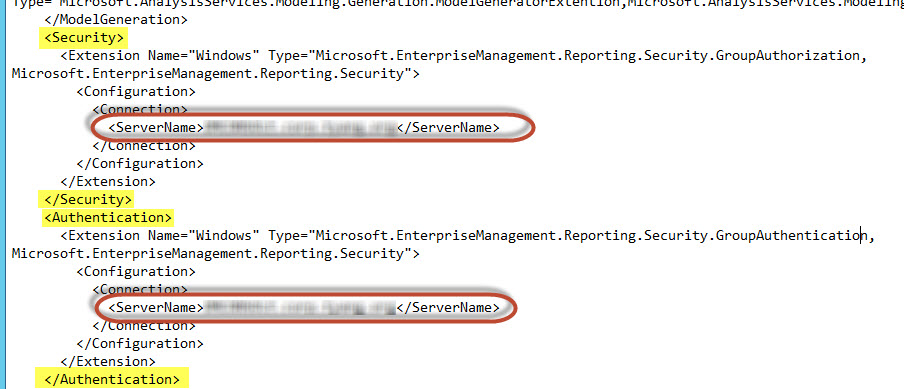 Type="Microsoft.AnalysisServices.Modeling.Generation.ModelGeneratorExtention,Microsoft.AnalysisServices.Modeling
</ModelGeneration>
<Security>
<Extension Name="Windows" Type="Microsoft.EnterpriseManagement.Reporting.Security.GroupAuthorization,
Microsoft.EnterpriseManagement.Reporting.Security">
<Configuration>
<Connection>
<ServerName></ServerName>
</Connection>
</Configuration>
</Extension>
</Security>
<Authentication>
<Extension Name="Windows" Type="Microsoft.EnterpriseManagement.Reporting.Security.GroupAuthentication,
Microsoft.EnterpriseManagement.Reporting.Security">
<Configuration>
<Connection>
<ServerName></ServerName>
</Connection>
</Configuration>
</Extension>
</Authentication>